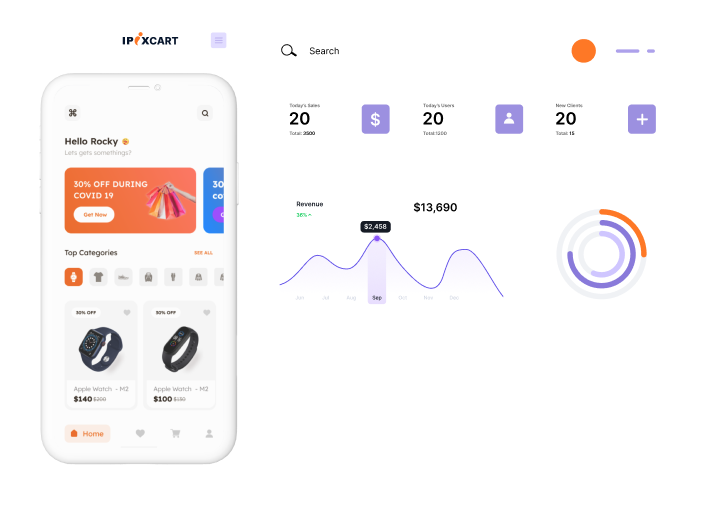 IPIXCART
Search
Today's Sales
20
Total: 3500
Today's Users
20
Total:1200
New Clients
20
Total: 15
$
Hello Rocky
Lets gets somethings?
30% OFF DURING
COVID 19
Get Now
30
Top Categories
SEE ALL
30% OFF
30% OFF
Apple Watch - M2
$140 $200
Apple Watch - M2
$100 $130
Home
Revenue
36%
$13,690
$2,458
Jun Jul Aug Sep Oct Nov Dec